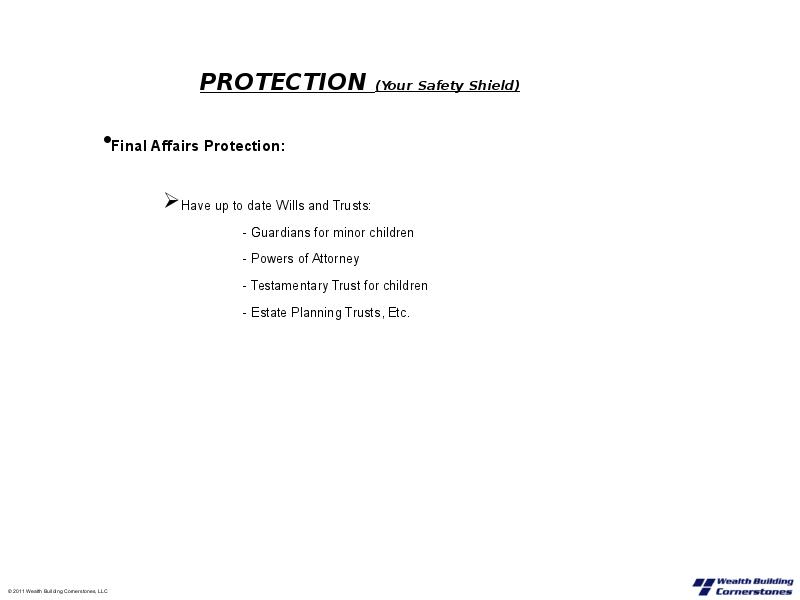 PROTECTION (Your Safety Shield)
•Final Affairs Protection:
➢Have up to date Wills and Trusts:
- Guardians for minor children
- Powers of Attorney
- Testamentary Trust for children
- Estate Planning Trusts, Etc.
© 2011 Wealth Building Cornerstones, LLC
Wealth Building
Cornerstones